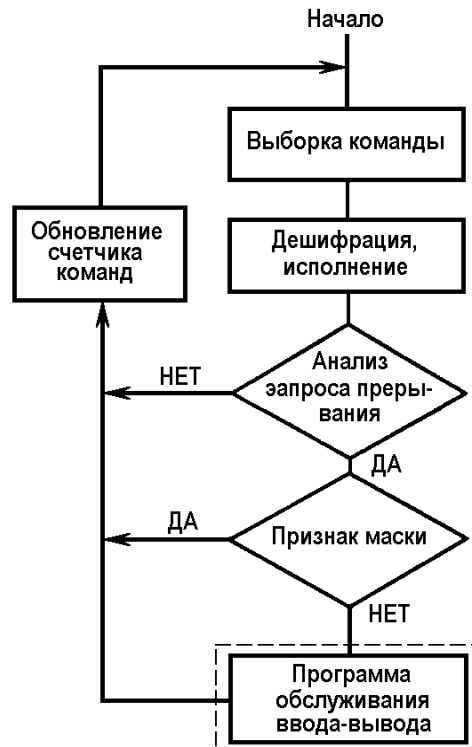 Начало
Выборка команды
Дешифрация,
исполнение
Обновление
счетчика
команд
Анализ
эапроса преры-
вания
НЕТ
ДА
Признак маски
ДА
НЕТ
Программа
обслуживания
ввода-вывода